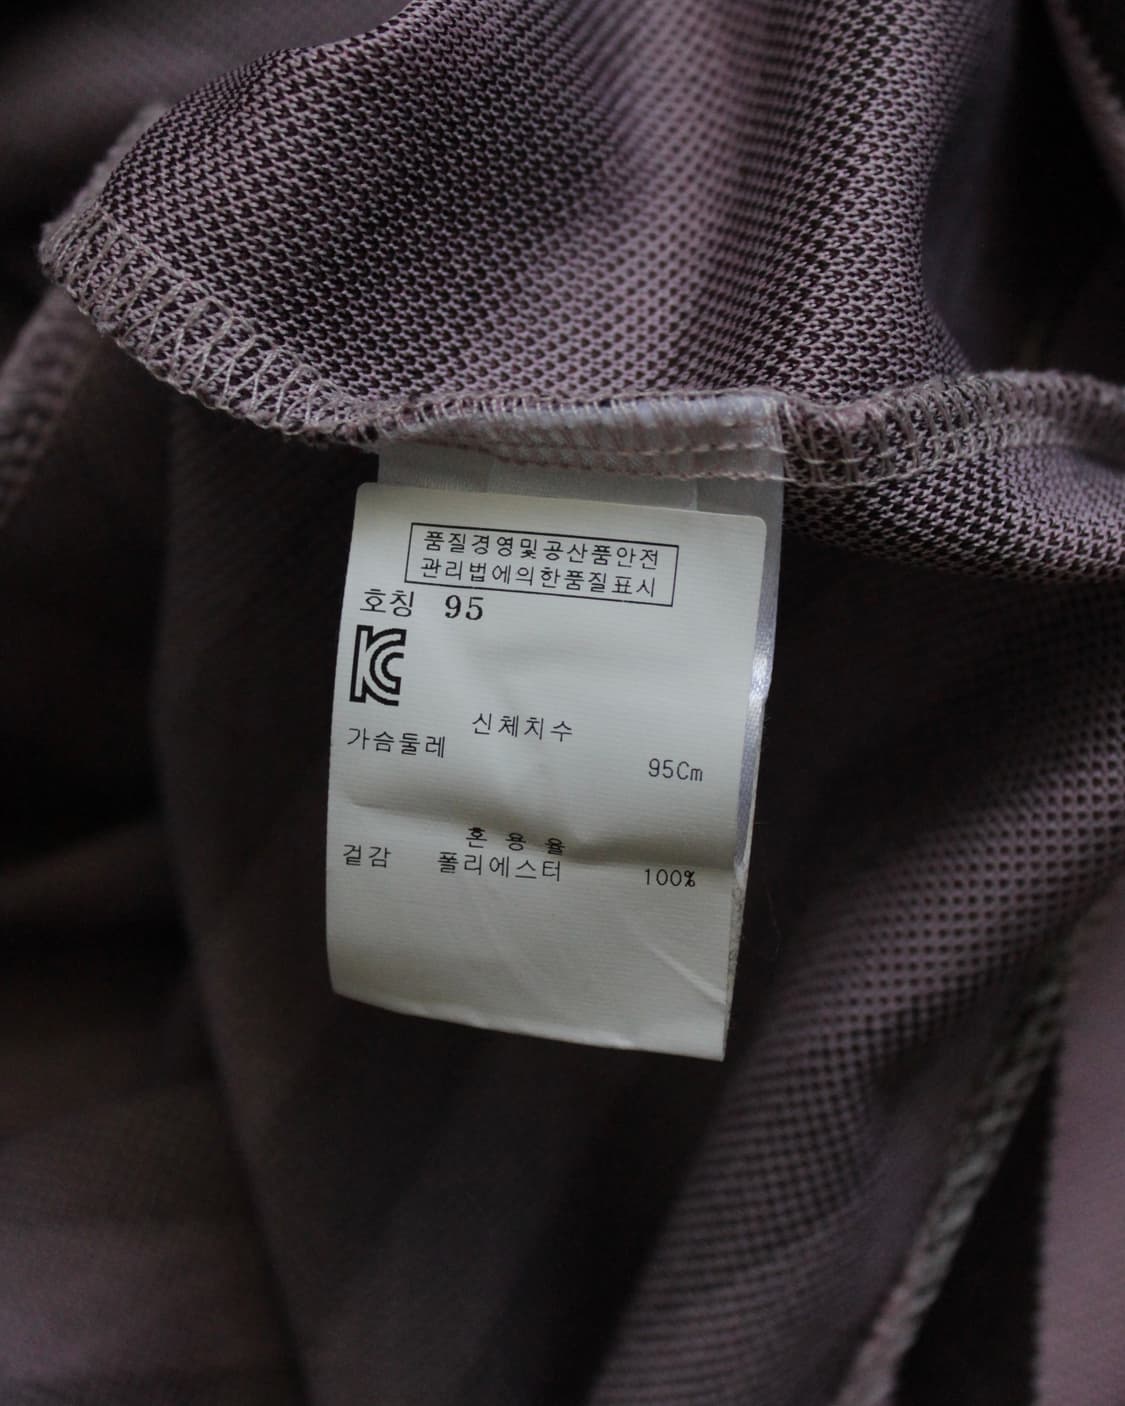 품질경영및공산품안전
관리법에의한품질표시
호칭 95
KC
신체치수
가슴둘레 95Cm
혼용율
겉감 폴리에스터 100%